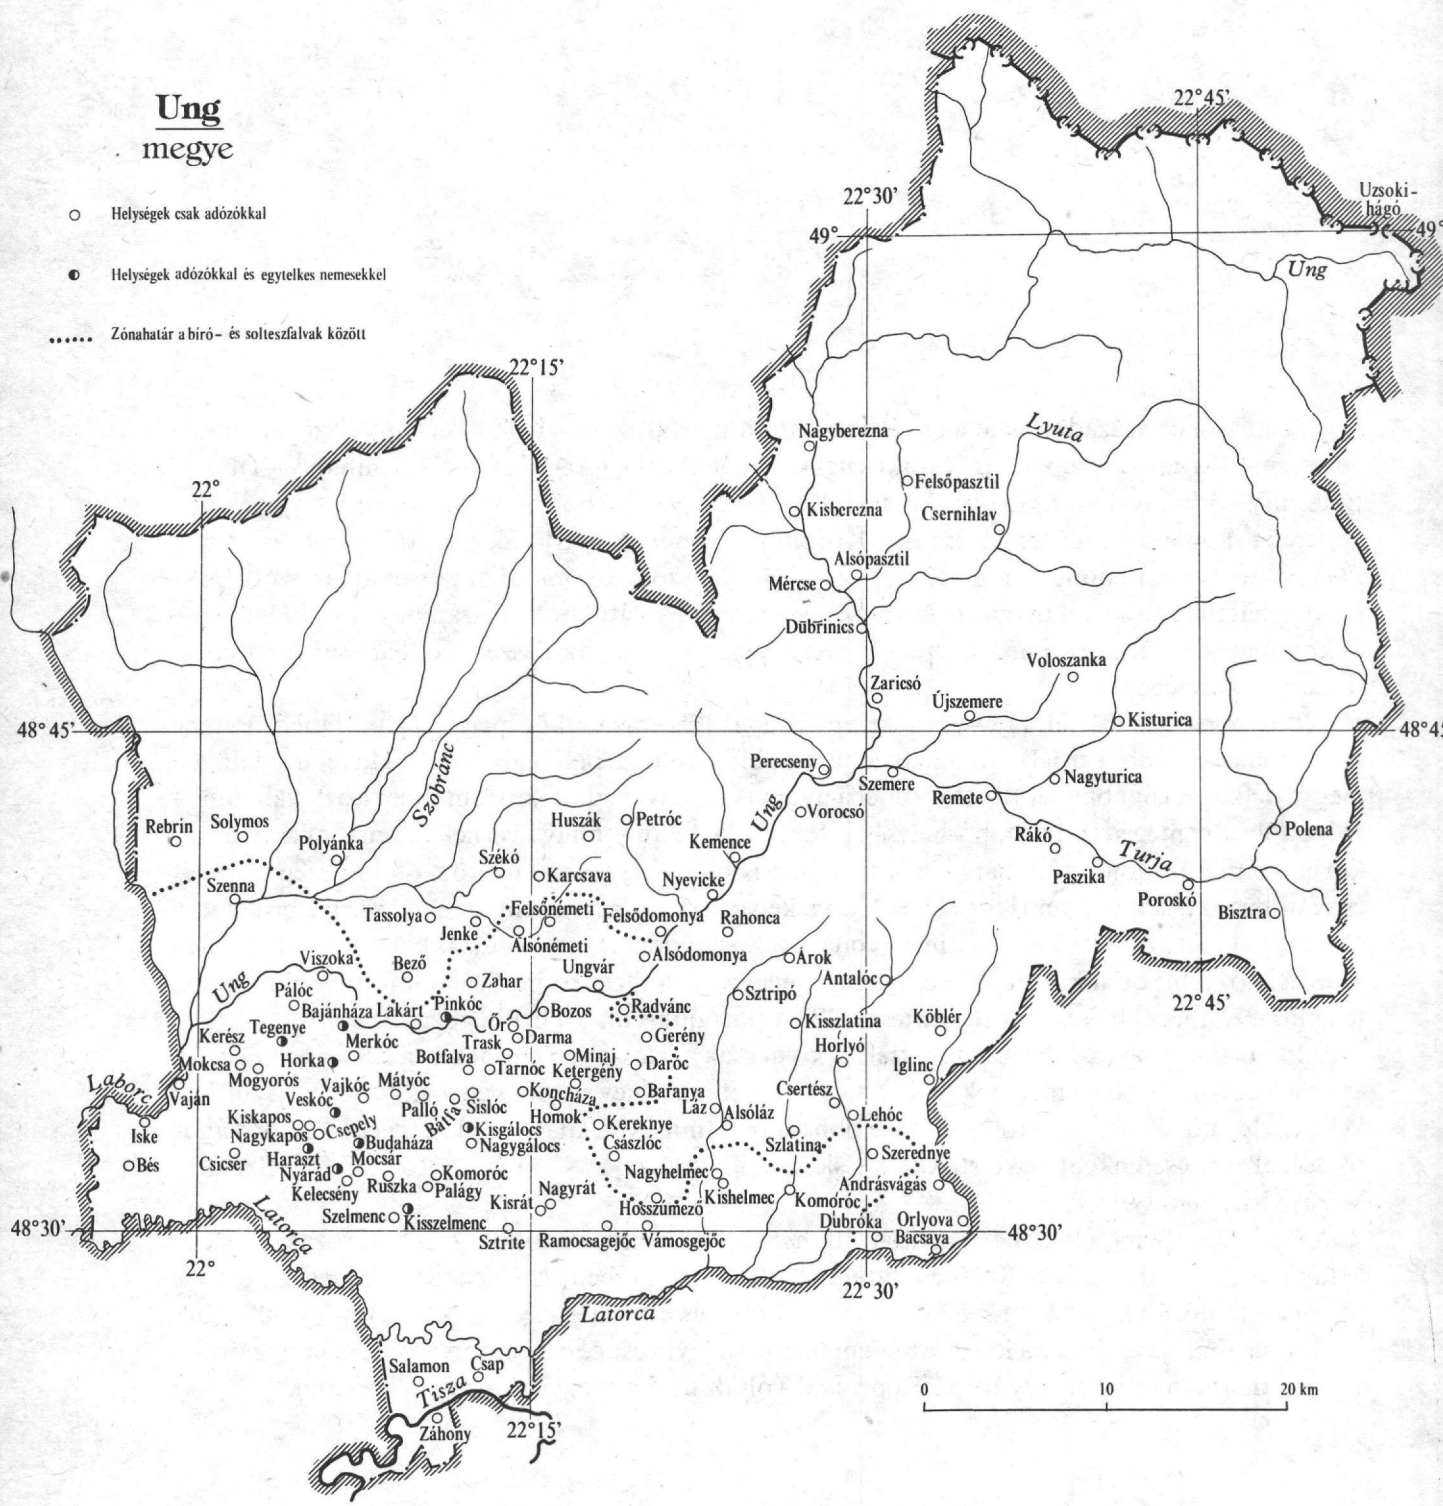 Ung
megye
Helységek csak adózókkal
Helységek adózókkal és egytelkes nemesekkel
Zónahatár a bíró- és solteszfalvak között
22°45'
Uzsoki-
hágó
22°30'
49°
49°
Ung
22°15'
Nagyberezna
Lyuta
Felsőpasztil
22°
Kisberezna
Csernihlav
Alsópasztil
Mércse
Dubrinics
Voloszanka
Zaricsó
Újszemere
Kisturica
48°45'
48°45'
Szobránc
Perecseny
Szemere
Nagyturica
Remete
Ung
Vorocsó
Rebrin
Solymos
Huszák
Petróc
Polena
Polyánka
Kemence
Rákó
Turja
Székó
Karcsava
Paszika
Szenna
Nyevicke
Poroskó
Tassolya
Felsőnémeti
Felsődomonya
Rahonca
Bisztra
Jenke
Alsónémeti
Viszoka
Bező
Ungvár
Alsódomonya
Árok
Antalóc
Ung
Zahar
Pálóc
Sztripó
22°45'
Bajánháza
Lakárt
Pinkóc
Bozos
Radvánc
Kerész
Tegenye
Őr
Darma
Gerény
Kisszlatina
Köblér
Merkóc
Trask
Horlyó
Mokcsa
Horka
Botfalva
Tarnóc
Minaj
Daróc
Iglinc
Mogyorós
Ketergény
Laborc
Vaján
Vajkóc
Mátyóc
Koncháza
Baranya
Csertész
Veskóc
Palló
Bátfa
Sislóc
Homok
Láz
Alsóláz
Lehóc
Iske
Kiskapos
Csepely
Kisgálocs
Kereknye
Nagykapos
Budaháza
Nagygálocs
Császlóc
Szlatina
Szerednye
Bés
Csicsér
Haraszt
Mocsár
Nyárád
Komoróc
Nagyhelmec
Kelecsény
Ruszka
Palágy
Nagyrát
Kishelmec
Andrásvágás
Kisrát
Hosszúmező
Komoróc
Latorca
Szelmenc
Kisszelmenc
Dubróka
Orlyova
48°30'
Sztrite
Ramocsagejőc
Vámosgejőc
Bacsava
48°30'
22°
22°30'
Latorca
Salamon
Csap
Tisza
Záhony
22°15'
0
10
20 km